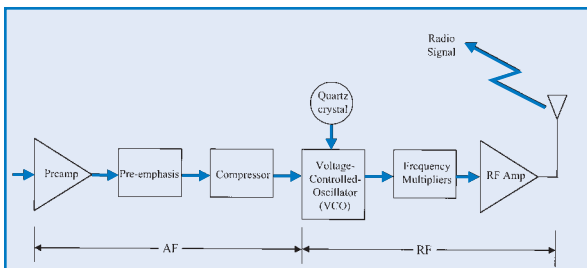 Radio
Signal
Quartz
crystal
Preamp
Pre-emphasis
Compressor
Voltage-
Controlled-
Oscillator
(VCO)
Frequency
Multipliers
RF Amp
AF
RF